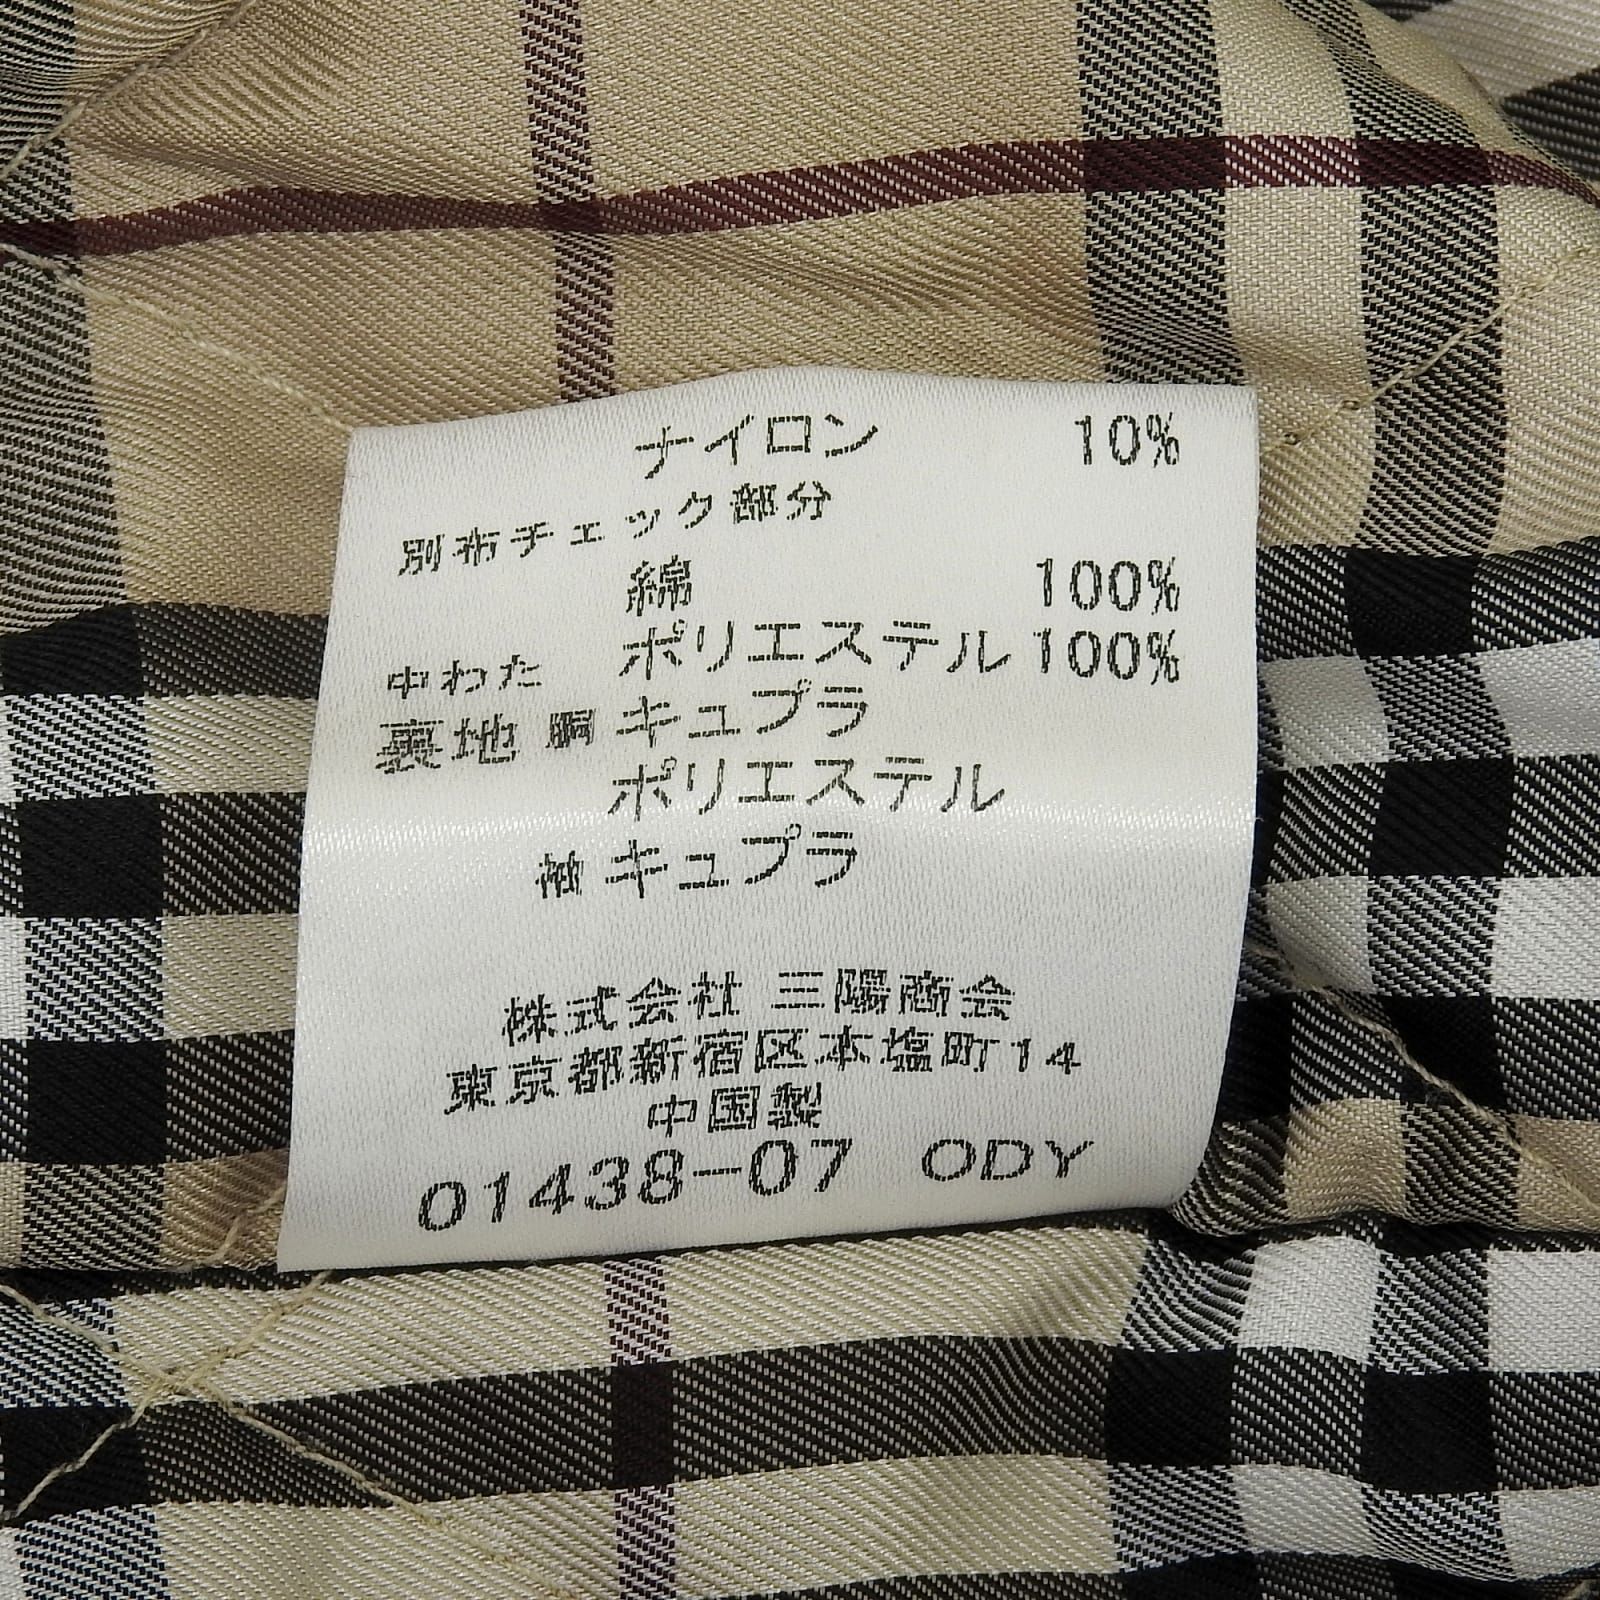 ナイロン 10%
別布チェック部分
綿 100%
中わた ポリエステル 100%
裏地 胴 キュプラ
ポリエステル
袖 キュプラ
株式会社 三陽商会
東京都新宿区本塩町14
中国製
01438-07 ODY